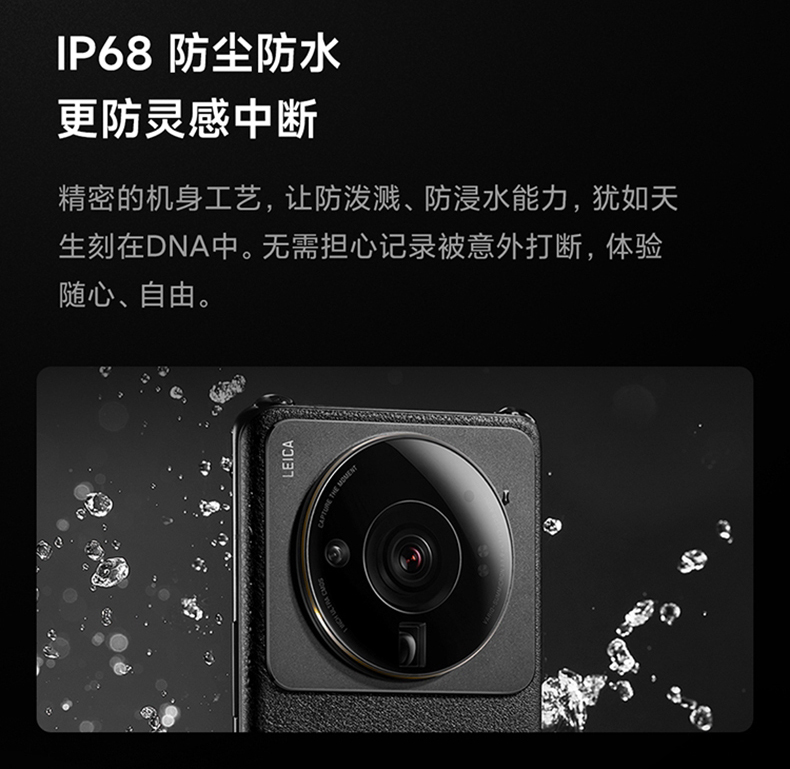 IP68 防尘防水
更防灵感中断
精密的机身工艺，让防泼溅、防浸水能力，犹如天
生刻在DNA中。无需担心记录被意外打断，体验
随心、自由。
LEICA
CAPTURE THE MOMENT